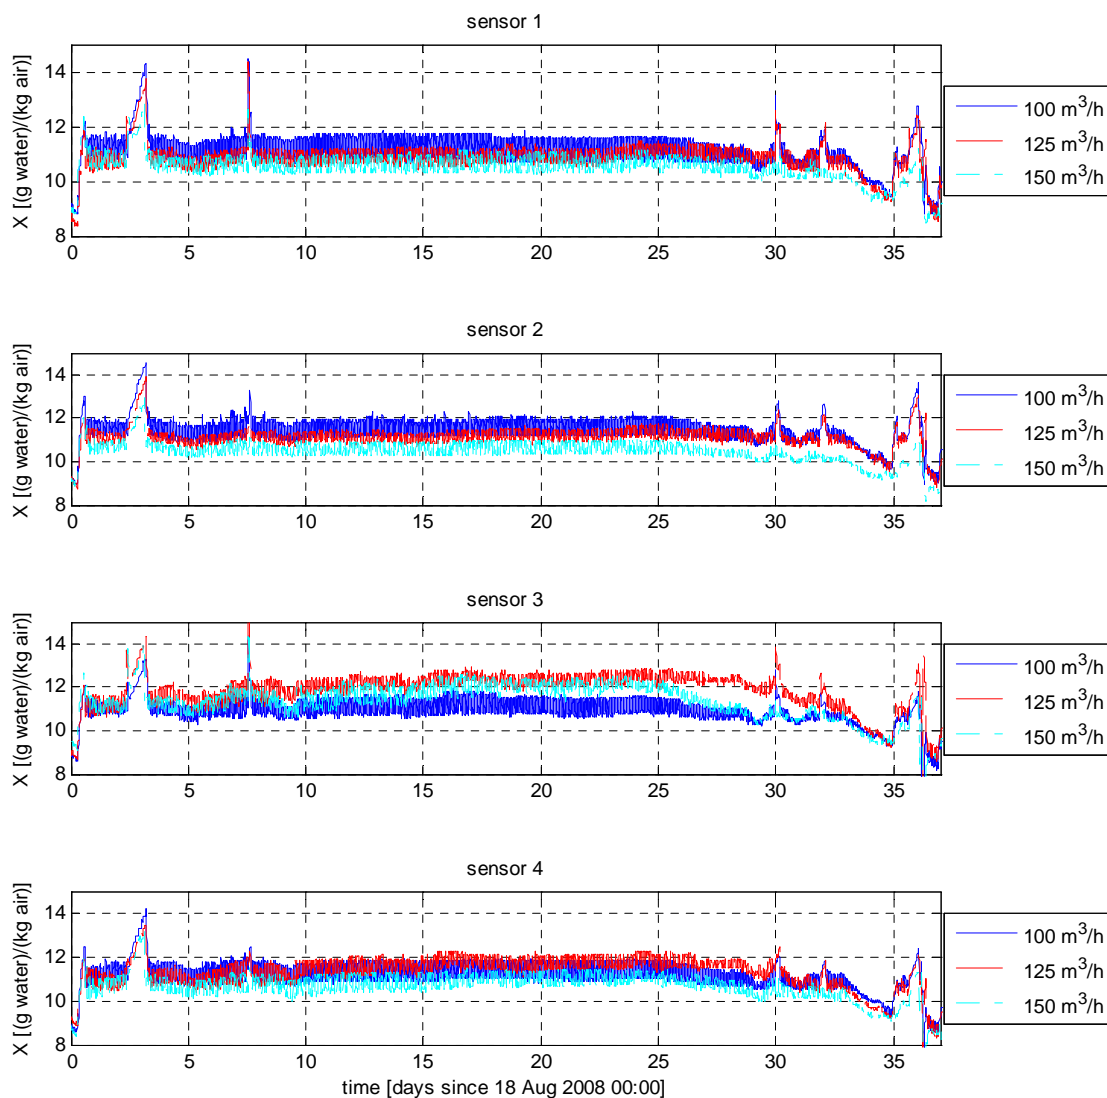 sensor 1
X [(g water)/(kg air)]
14
12
10
8
0 5 10 15 20 25 30 35
100 m³/h
125 m³/h
150 m³/h
sensor 2
X [(g water)/(kg air)]
14
12
10
8
0 5 10 15 20 25 30 35
100 m³/h
125 m³/h
150 m³/h
sensor 3
X [(g water)/(kg air)]
14
12
10
8
0 5 10 15 20 25 30 35
100 m³/h
125 m³/h
150 m³/h
sensor 4
X [(g water)/(kg air)]
14
12
10
8
0 5 10 15 20 25 30 35
100 m³/h
125 m³/h
150 m³/h
time [days since 18 Aug 2008 00:00]